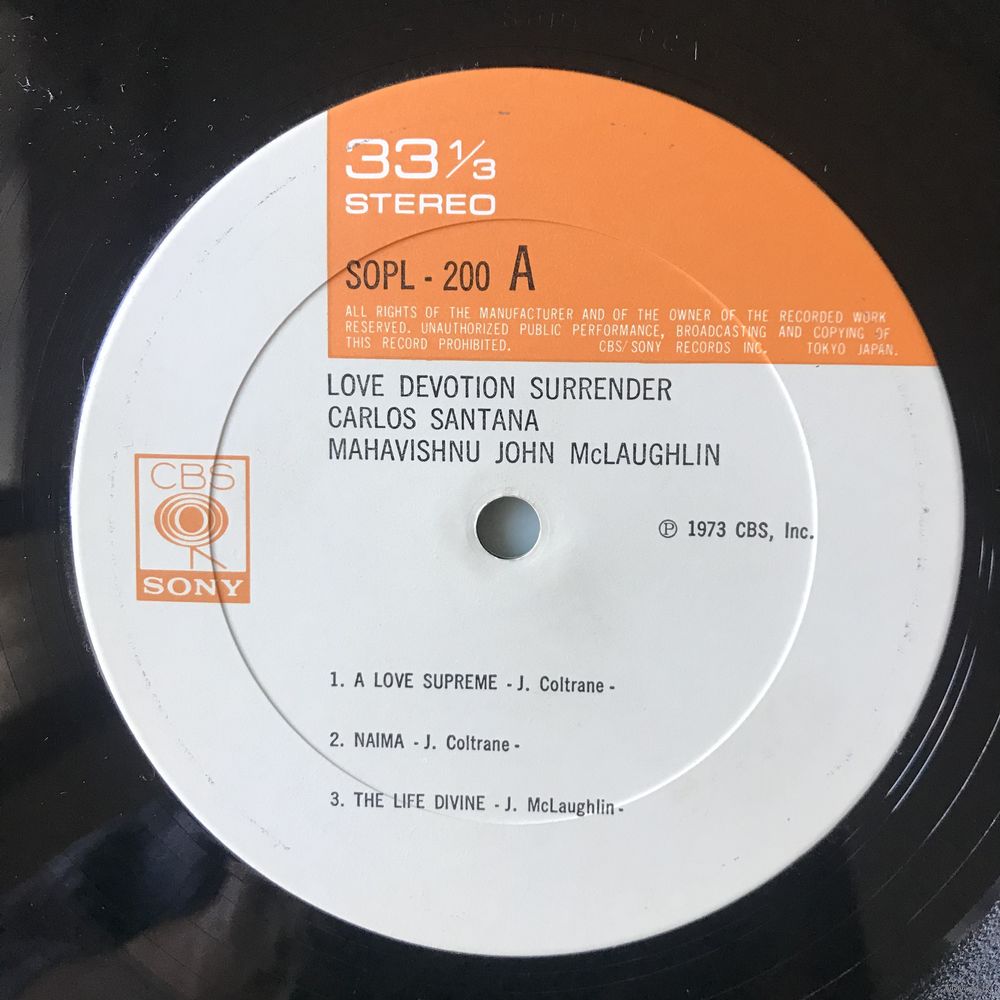 33 1/3
STEREO
SOPL - 200 A
ALL RIGHTS OF THE MANUFACTURER AND OF THE OWNER OF THE RECORDED WORK
RESERVED. UNAUTHORIZED PUBLIC PERFORMANCE, BROADCASTING AND COPYING OF
THIS RECORD PROHIBITED. CBS/SONY RECORDS INC. TOKYO JAPAN.
LOVE DEVOTION SURRENDER
CARLOS SANTANA
MAHAVISHNU JOHN McLAUGHLIN
CBS
SONY
℗ 1973 CBS, Inc.
1. A LOVE SUPREME - J. Coltrane -
2. NAIMA - J. Coltrane -
3. THE LIFE DIVINE - J. McLaughlin -